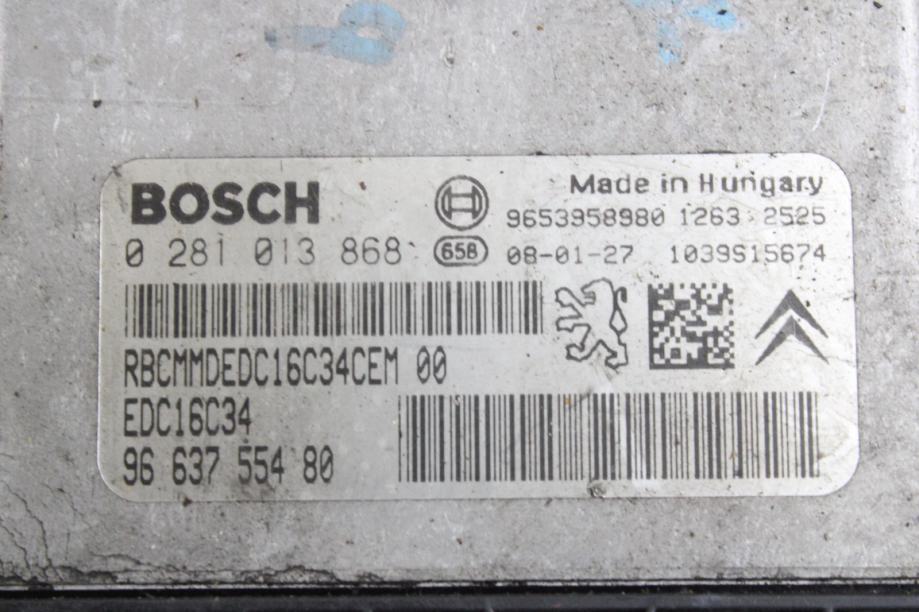 BOSCH
Made in Hungary
9653958980 1263 2525
0 281 013 868 658 08-01-27 1039S15674
RBCMMDEDC16C34CEM 00
EDC16C34
96 637 554 80